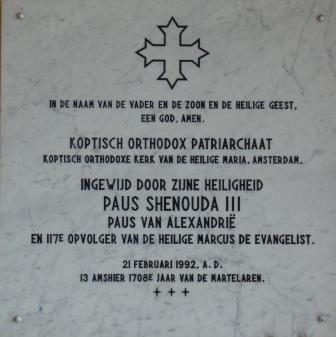 IN DE NAAM VAN DE VADER EN DE ZOON EN DE HEILIGE GEEST,
EEN GOD, AMEN.
KOPTISCH ORTHODOX PATRIARCHAAT
KOPTISCH ORTHODOXE KERK VAN DE HEILIGE MARIA, AMSTERDAM.
INGEWIJD DOOR ZIJNE HEILIGHEID
PAUS SHENOUDA III
PAUS VAN ALEXANDRIË
EN 117E OPVOLGER VAN DE HEILIGE MARCUS DE EVANGELIST.
21 FEBRUARI 1992, A.D.
13 AMSHIER 1708E JAAR VAN DE MARTELAREN.